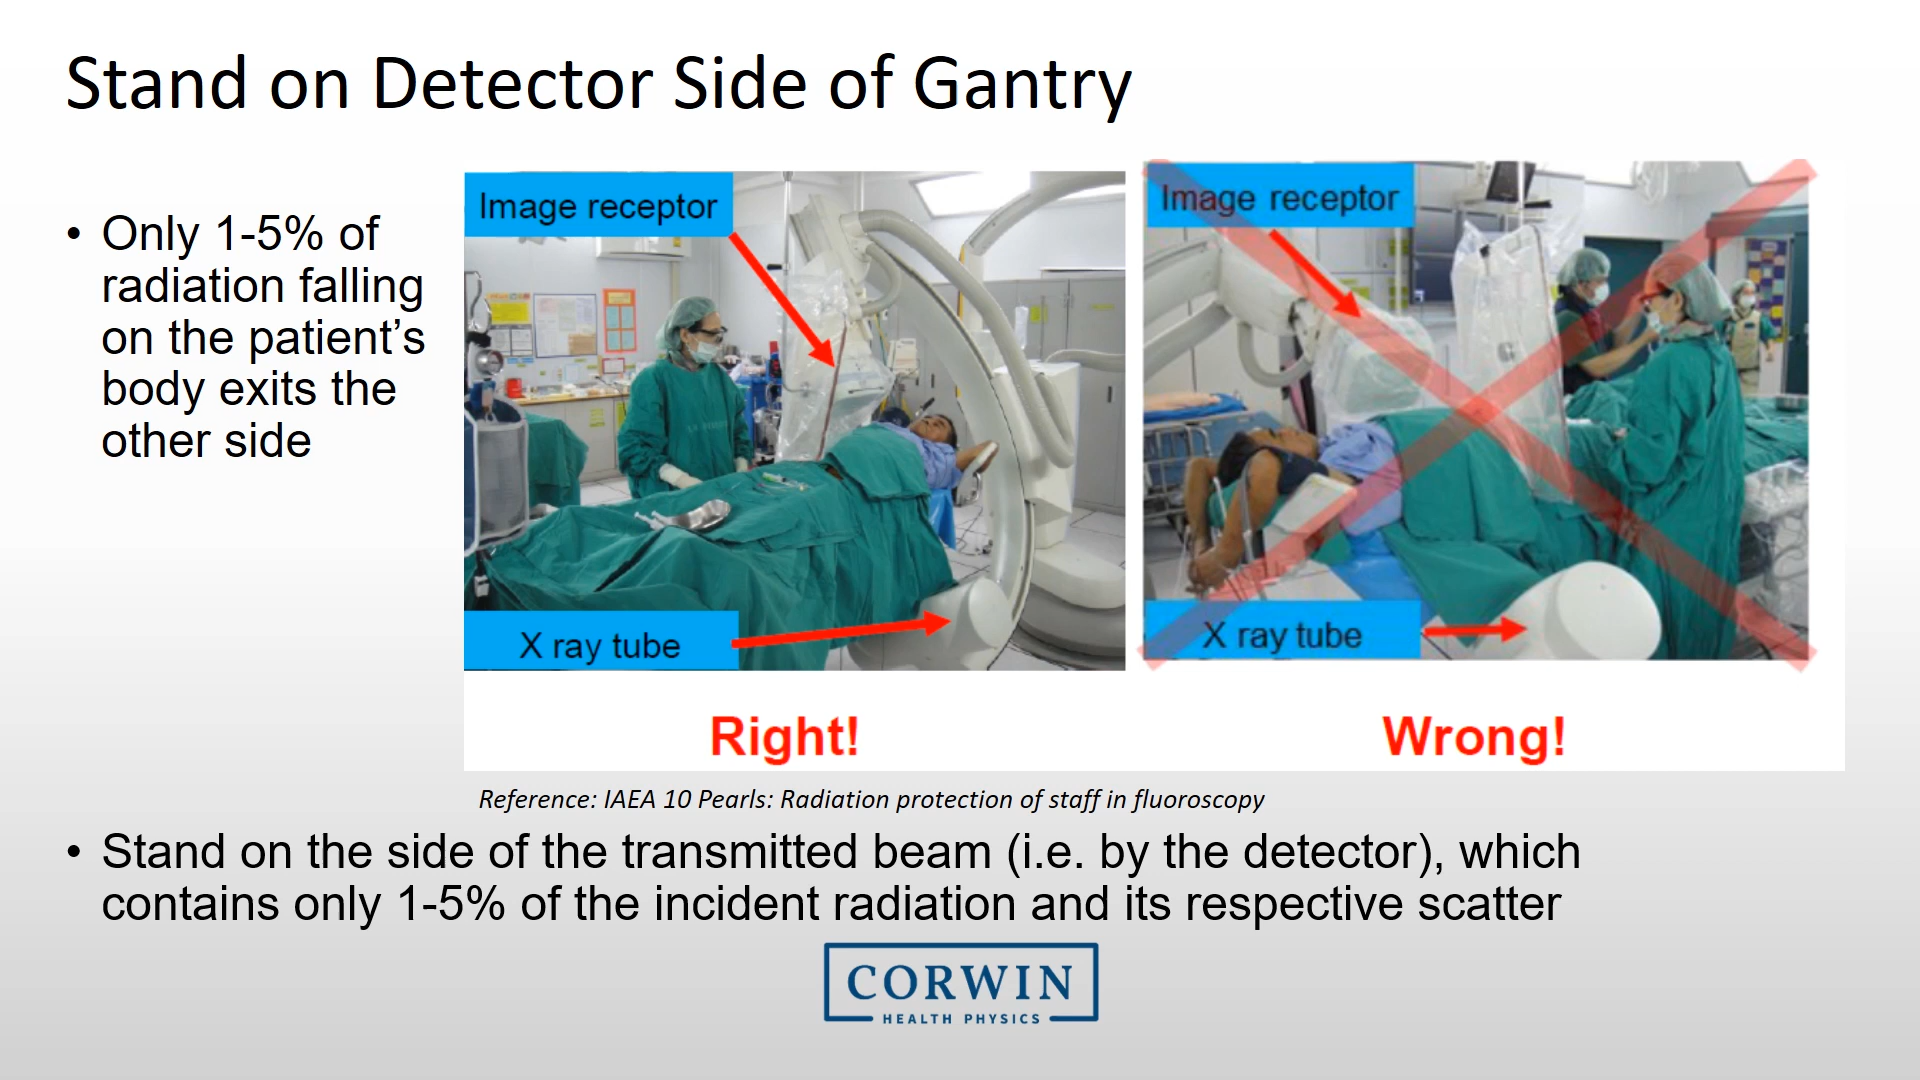 Stand on Detector Side of Gantry
• Only 1-5% of
radiation falling
on the patient’s
body exits the
other side
Image receptor
X ray tube
Right!
Image receptor
X ray tube
Wrong!
Reference: IAEA 10 Pearls: Radiation protection of staff in fluoroscopy
• Stand on the side of the transmitted beam (i.e. by the detector), which
contains only 1-5% of the incident radiation and its respective scatter
CORWIN
HEALTH PHYSICS